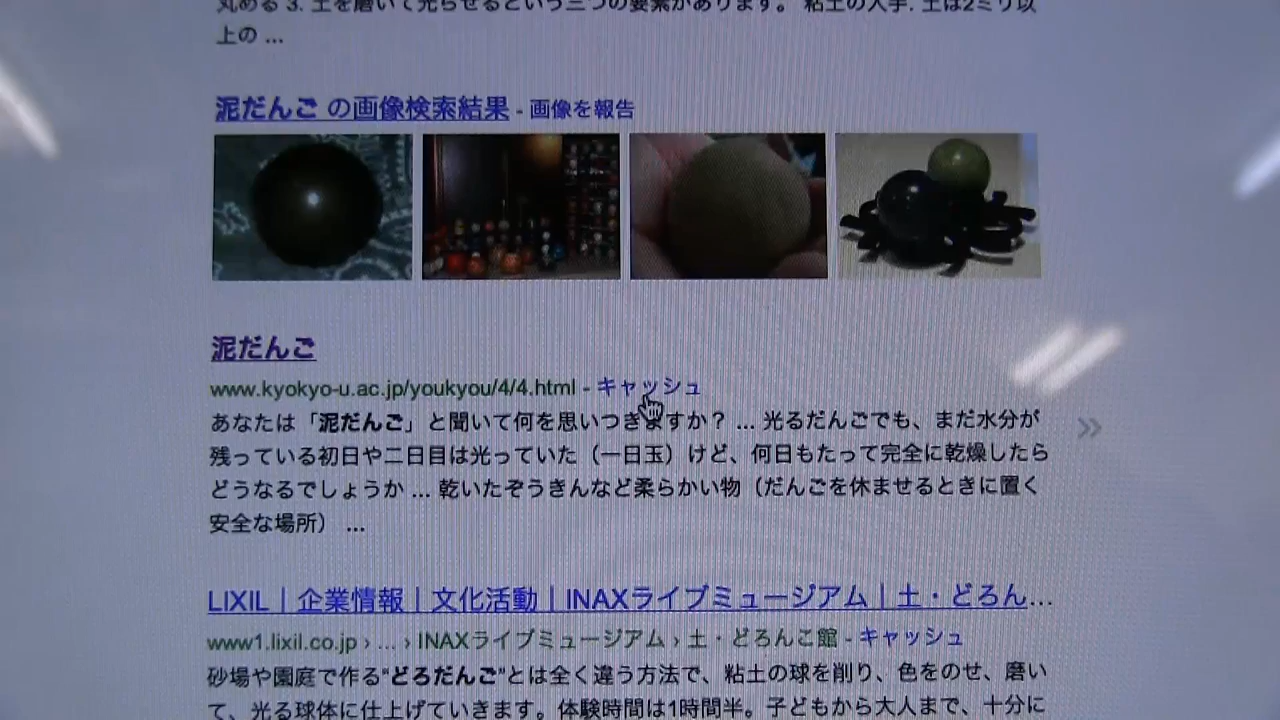 丸める 3. 土を磨いて光らせるという三つの要素があります。 粘土の入手. 土は2ミリ以
上の ...
泥だんご の画像検索結果 - 画像を報告
泥だんご
www.kyokyo-u.ac.jp/youkyou/4/4.html - キャッシュ
あなたは「泥だんご」と聞いて何を思いつきますか？ ... 光るだんごでも、まだ水分が
残っている初日や二日目は光っていた（一日玉）けど、何日もたって完全に乾燥したら
どうなるでしょうか ... 乾いたぞうきんなど柔らかい物（だんごを休ませるときに置く
安全な場所） ...
LIXIL｜企業情報｜文化活動｜INAXライブミュージアム｜土・どろん...
www1.lixil.co.jp › ... › INAXライブミュージアム › 土・どろんこ館 - キャッシュ
砂場や園庭で作る“どろだんご”とは全く違う方法で、粘土の球を削り、色をのせ、磨い
て、光る球体に仕上げていきます。体験時間は1時間半。子どもから大人まで、十分に